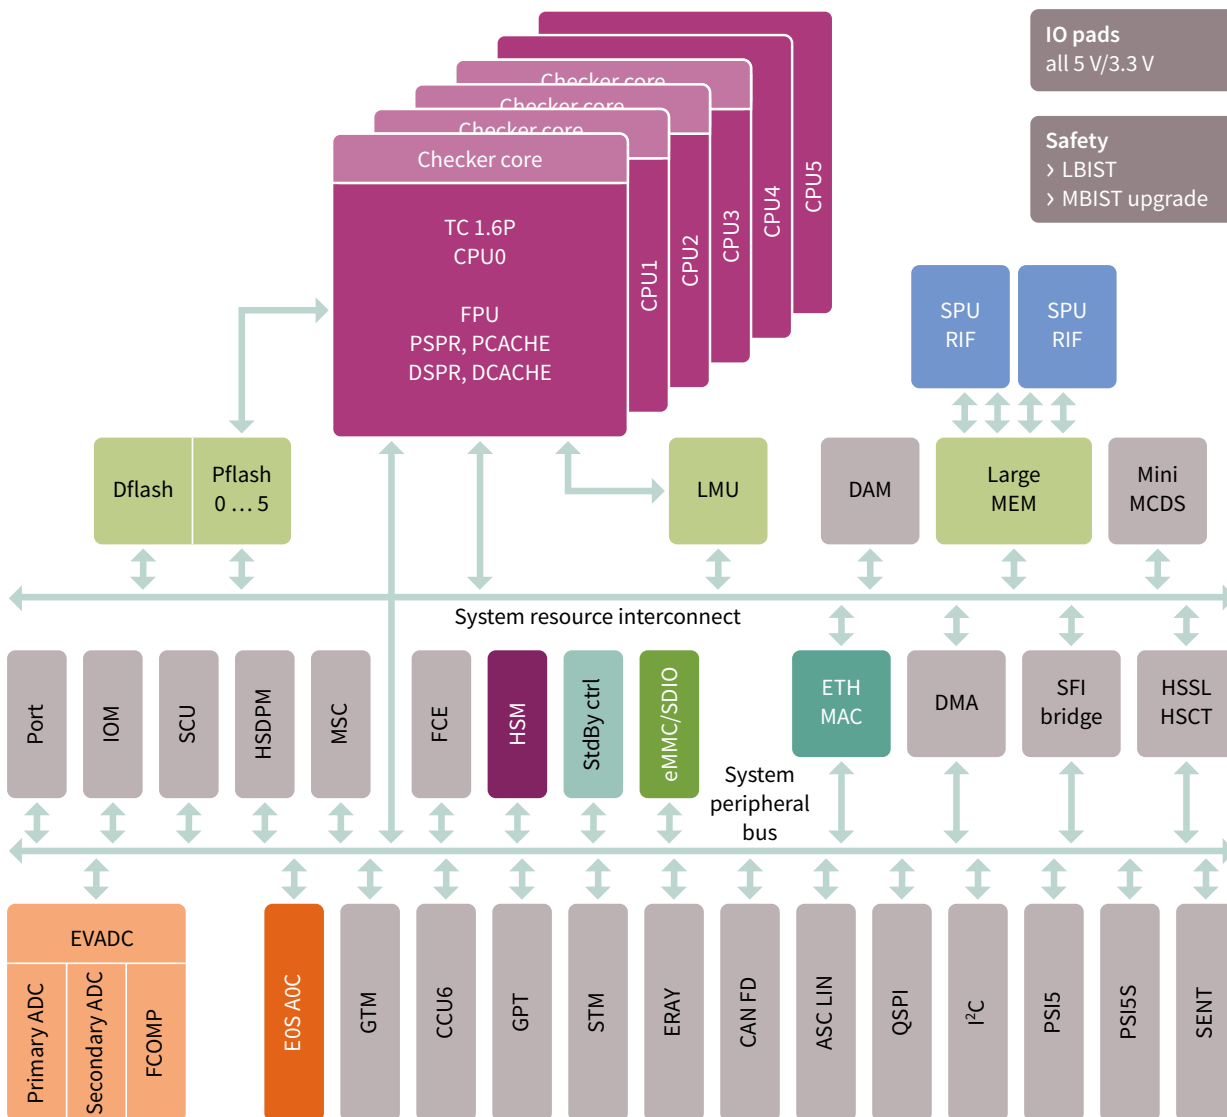 IO pads
all 5 V/3.3 V
Safety
› LBIST
› MBIST upgrade
Checker core
Checker core
Checker core
Checker core
TC 1.6P
CPU0
FPU
PSPR, PCACHE
DSPR, DCACHE
CPU1
CPU2
CPU3
CPU4
CPU5
SPU
RIF
SPU
RIF
Dflash
Pflash
0 … 5
LMU
DAM
Large
MEM
Mini
MCDS
System resource interconnect
Port
IOM
SCU
HSDPM
MSC
FCE
HSM
StdBy ctrl
eMMC/SDIO
ETH
MAC
DMA
SFI
bridge
HSSL
HSCT
System
peripheral
bus
EVADC
Primary ADC
Secondary ADC
FCOMP
E0S A0C
GTM
CCU6
GPT
STM
ERAY
CAN FD
ASC LIN
QSPI
I²C
PSI5
PSI5S
SENT